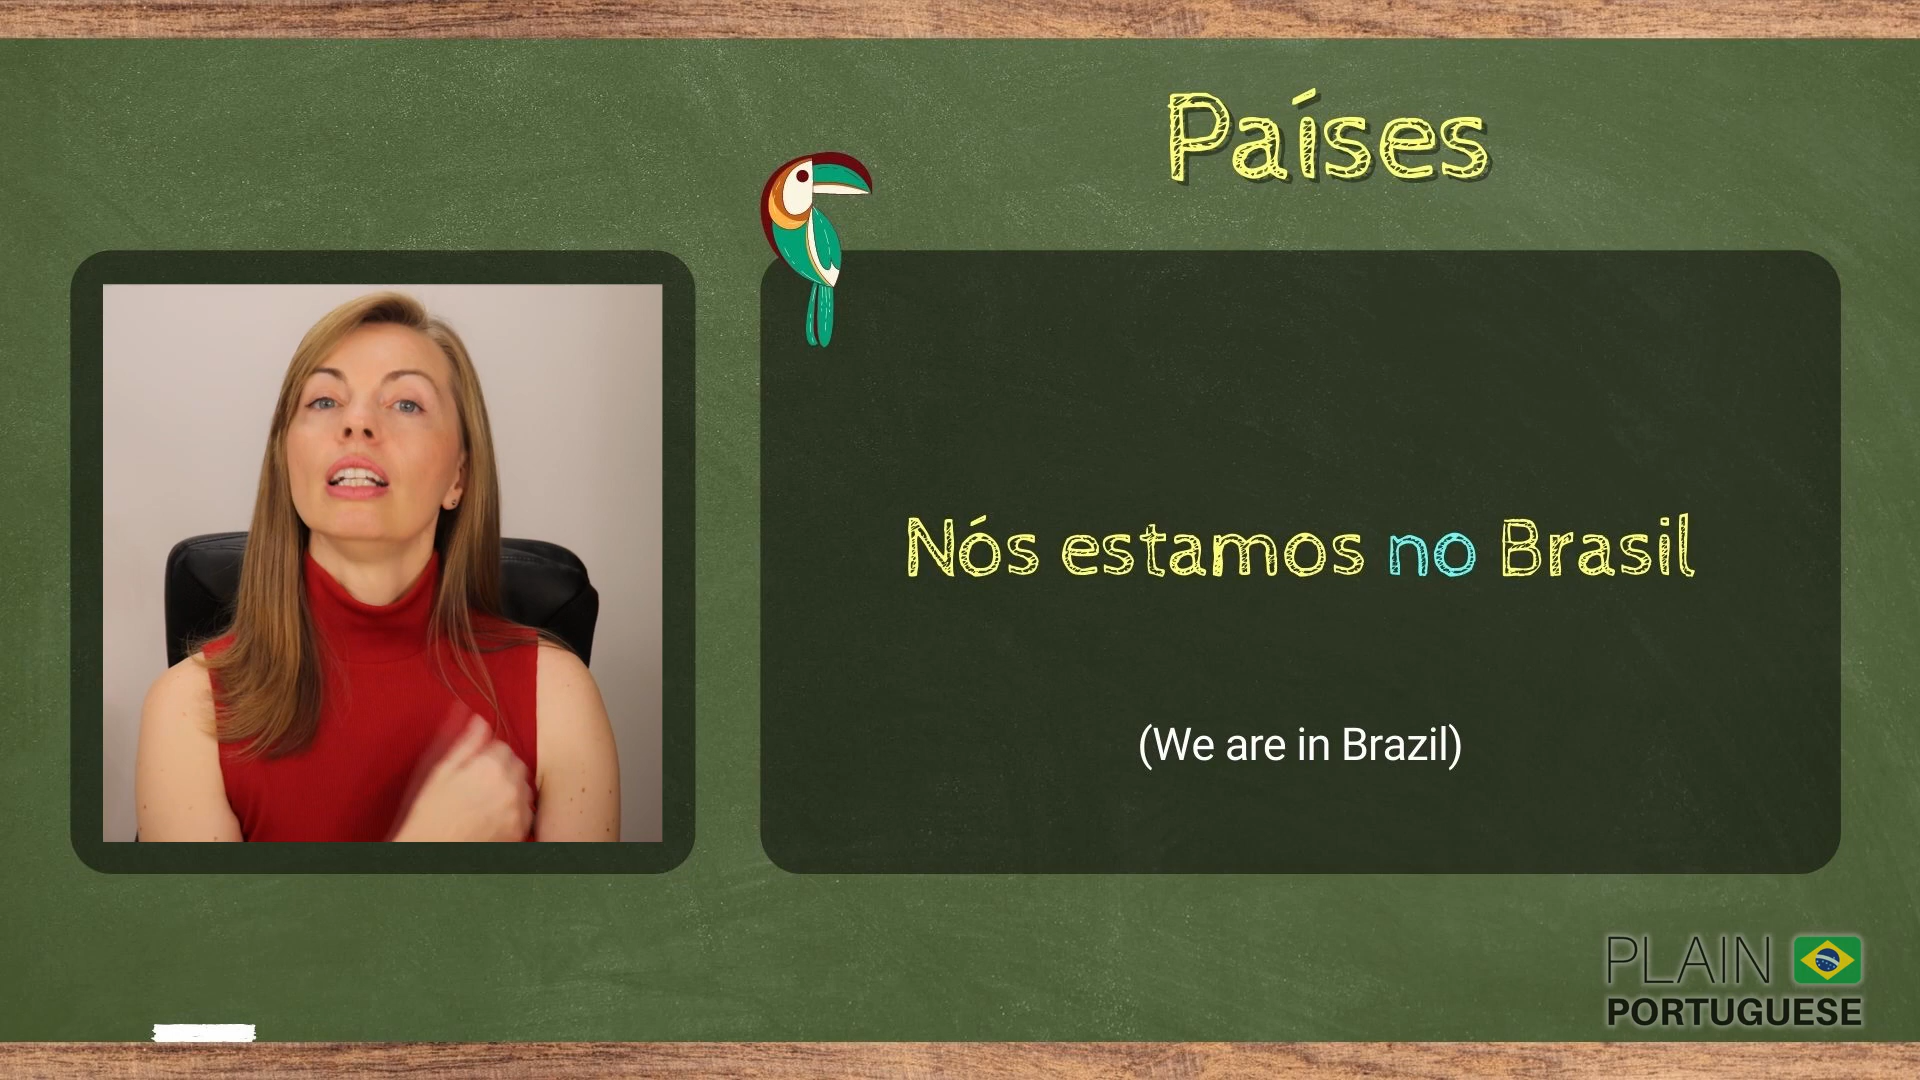 Países
Nós estamos no Brasil
(We are in Brazil)
PLAIN
PORTUGUESE